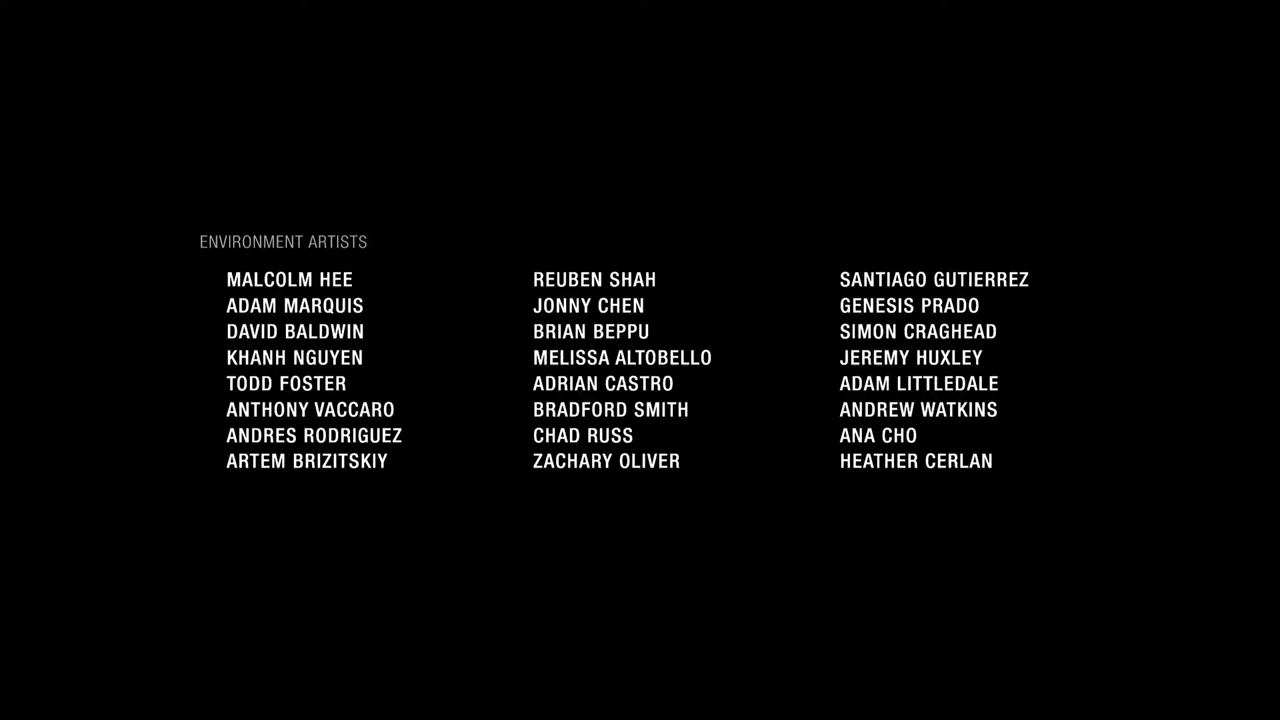 ENVIRONMENT ARTISTS
MALCOLM HEE
ADAM MARQUIS
DAVID BALDWIN
KHANH NGUYEN
TODD FOSTER
ANTHONY VACCARO
ANDRES RODRIGUEZ
ARTEM BRIZITSKIY
REUBEN SHAH
JONNY CHEN
BRIAN BEPPU
MELISSA ALTOBELLO
ADRIAN CASTRO
BRADFORD SMITH
CHAD RUSS
ZACHARY OLIVER
SANTIAGO GUTIERREZ
GENESIS PRADO
SIMON CRAGHEAD
JEREMY HUXLEY
ADAM LITTLEDALE
ANDREW WATKINS
ANA CHO
HEATHER CERLAN